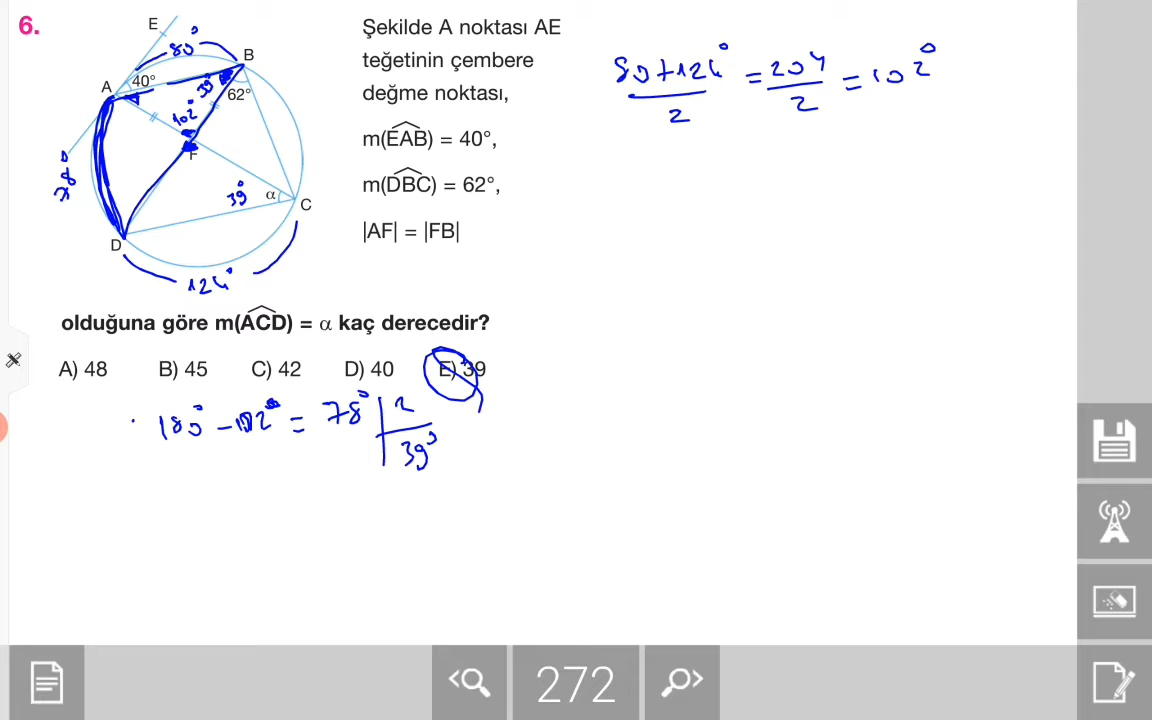 6.
E
80°
B
A
40°
39°
62°
102°
F
78°
39°
α
C
D
124°
Şekilde A noktası AE
teğetinin çembere
değme noktası,
m(EAB) = 40°,
m(DBC) = 62°,
|AF| = |FB|
80+124° / 2 = 204 / 2 = 102°
olduğuna göre m(ACD) = α kaç derecedir?
A) 48 B) 45 C) 42 D) 40 E) 39
180° - 102° = 78° | 2
39°
272